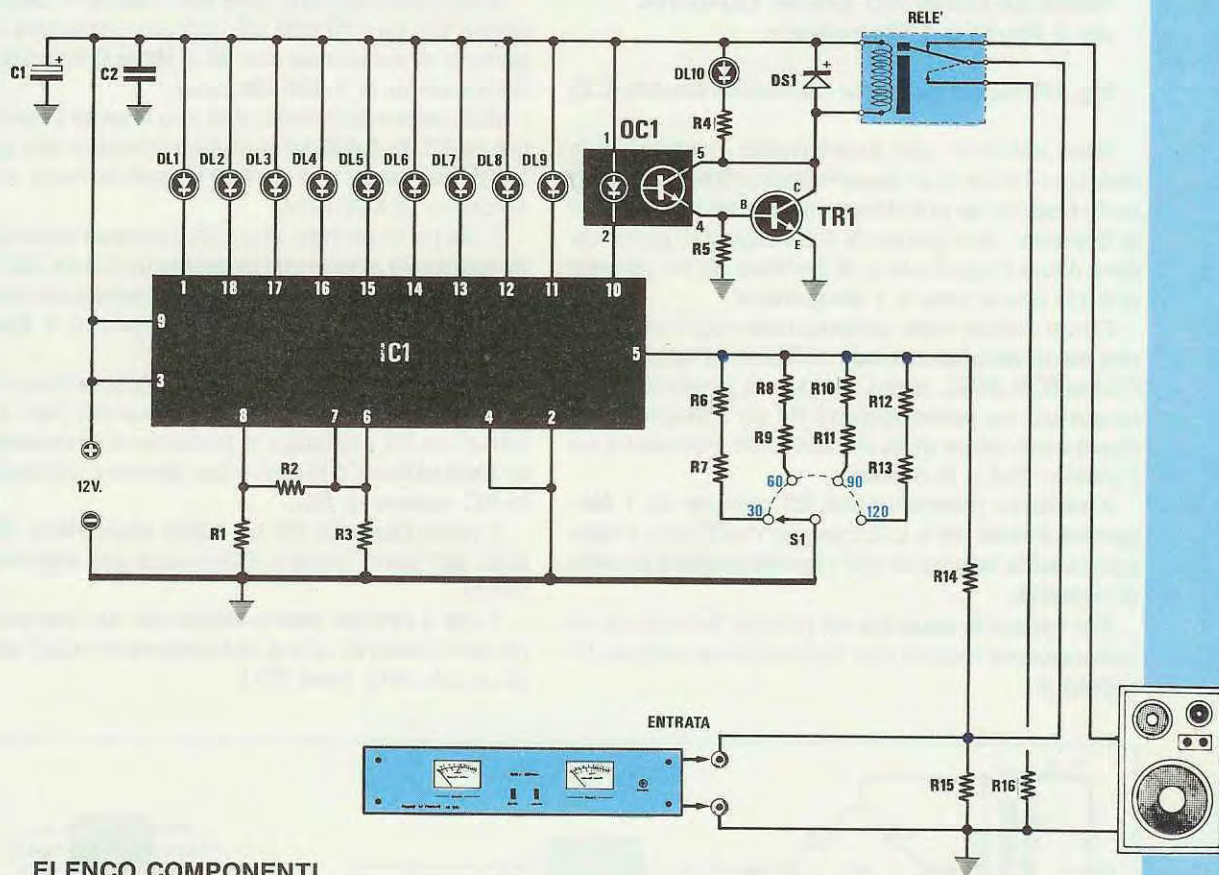 RELE'
C1
+
C2
DL1
DL2
DL3
DL4
DL5
DL6
DL7
DL8
DL9
1
OC1
5
4
2
DL10
R4
R5
DS1
+
B
C
E
TR1
1 18 17 16 15 14 13 12 11 10
9
3
IC1
5
8 7 6 4 2
12V.
R1
R2
R3
R6
R7
R8
R9
R10
R11
R12
R13
30
60
90
120
S1
R14
ENTRATA
R15
R16
ELENCO COMPONENTI